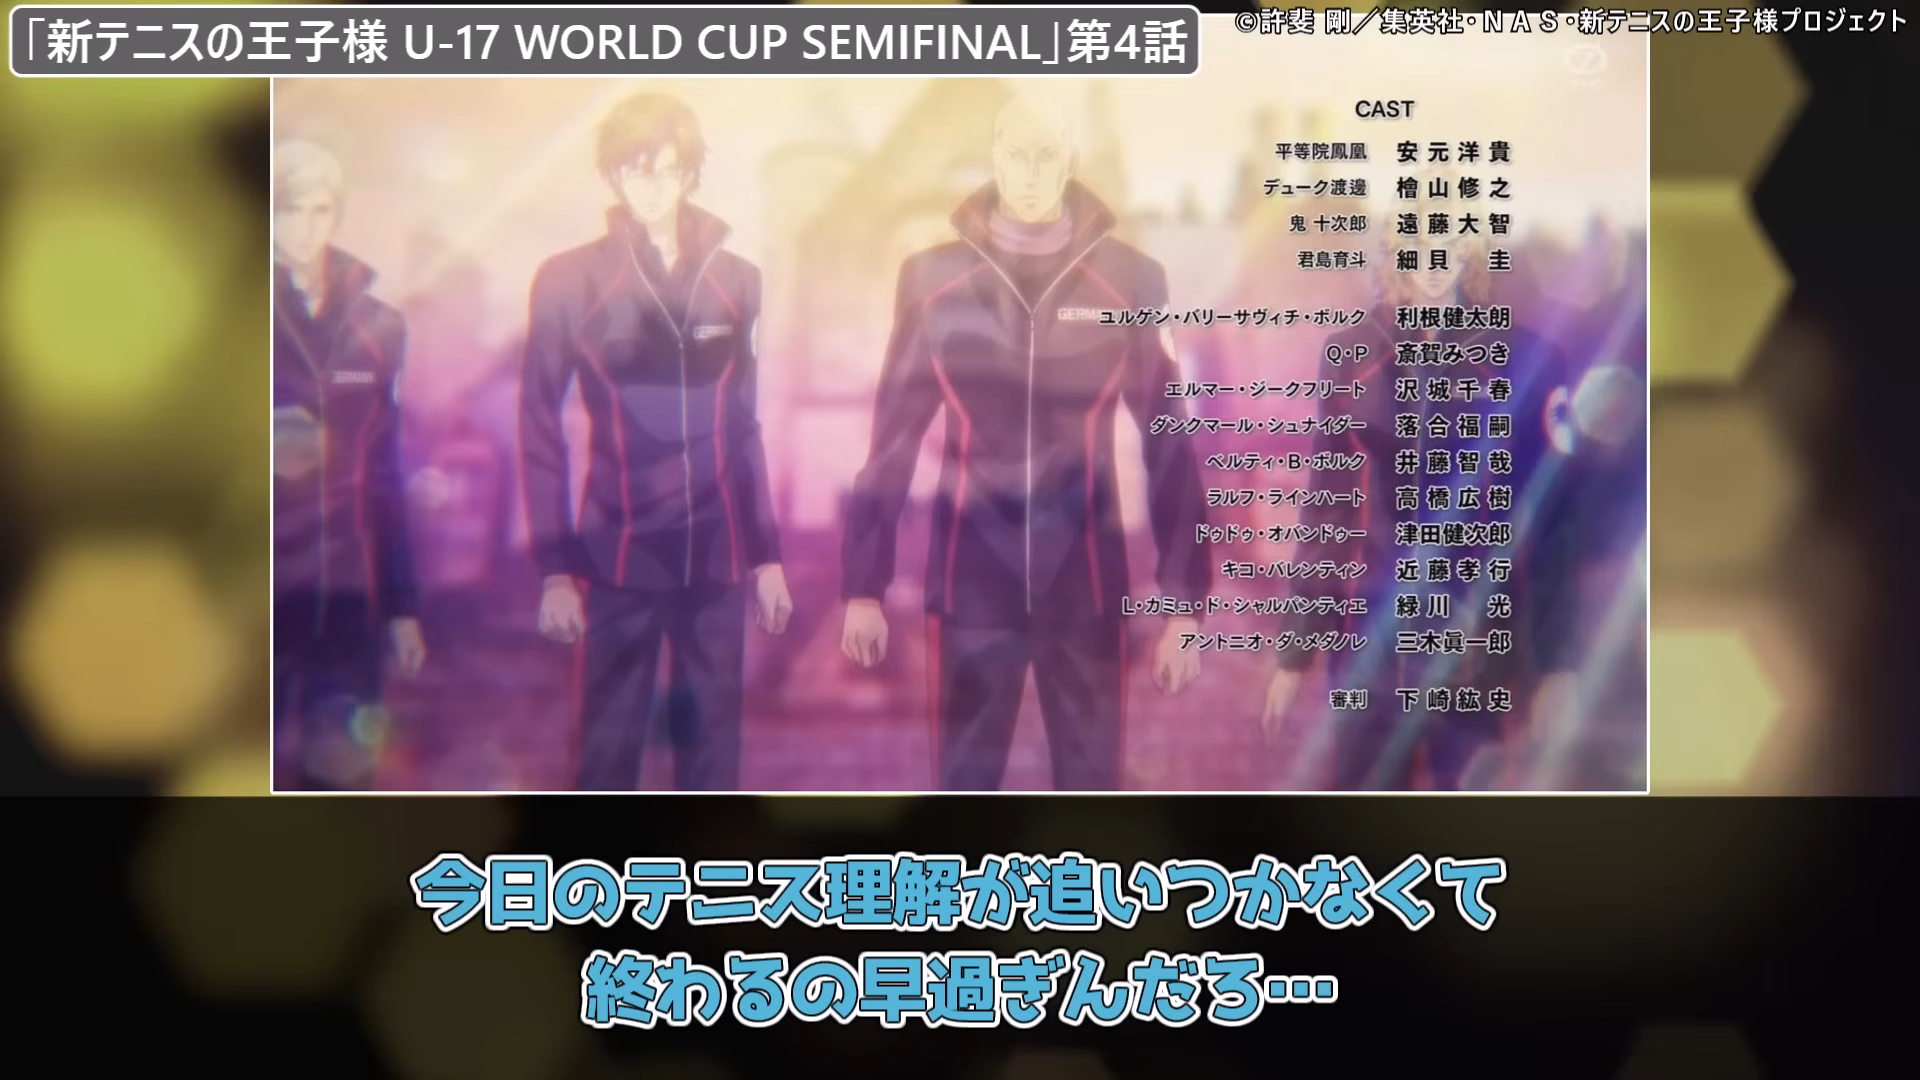 「新テニスの王子様 U-17 WORLD CUP SEMIFINAL」第4話
©許斐 剛／集英社・NAS・新テニスの王子様プロジェクト
CAST
平等院鳳凰 安元洋貴
デューク渡邊 檜山修之
鬼 十次郎 遠藤大智
君島育斗 細貝 圭
ユルゲン・バリーサヴィチ・ボルク 利根健太朗
Q・P 斎賀みつき
エルマー・ジークフリート 沢城千春
ダンクマール・シュナイダー 落合福嗣
ベルティ・B・ボルク 井藤智哉
ラルフ・ラインハート 高橋広樹
ドゥドゥ・オバンドゥー 津田健次郎
キコ・バレンティン 近藤孝行
L・カミュ・ド・シャルパンティエ 緑川 光
アントニオ・ダ・メダノレ 三木眞一郎
審判 下崎紘史
GERMANY
GERMANY
今日のテニス理解が追いつかなくて
終わるの早過ぎんだろ…